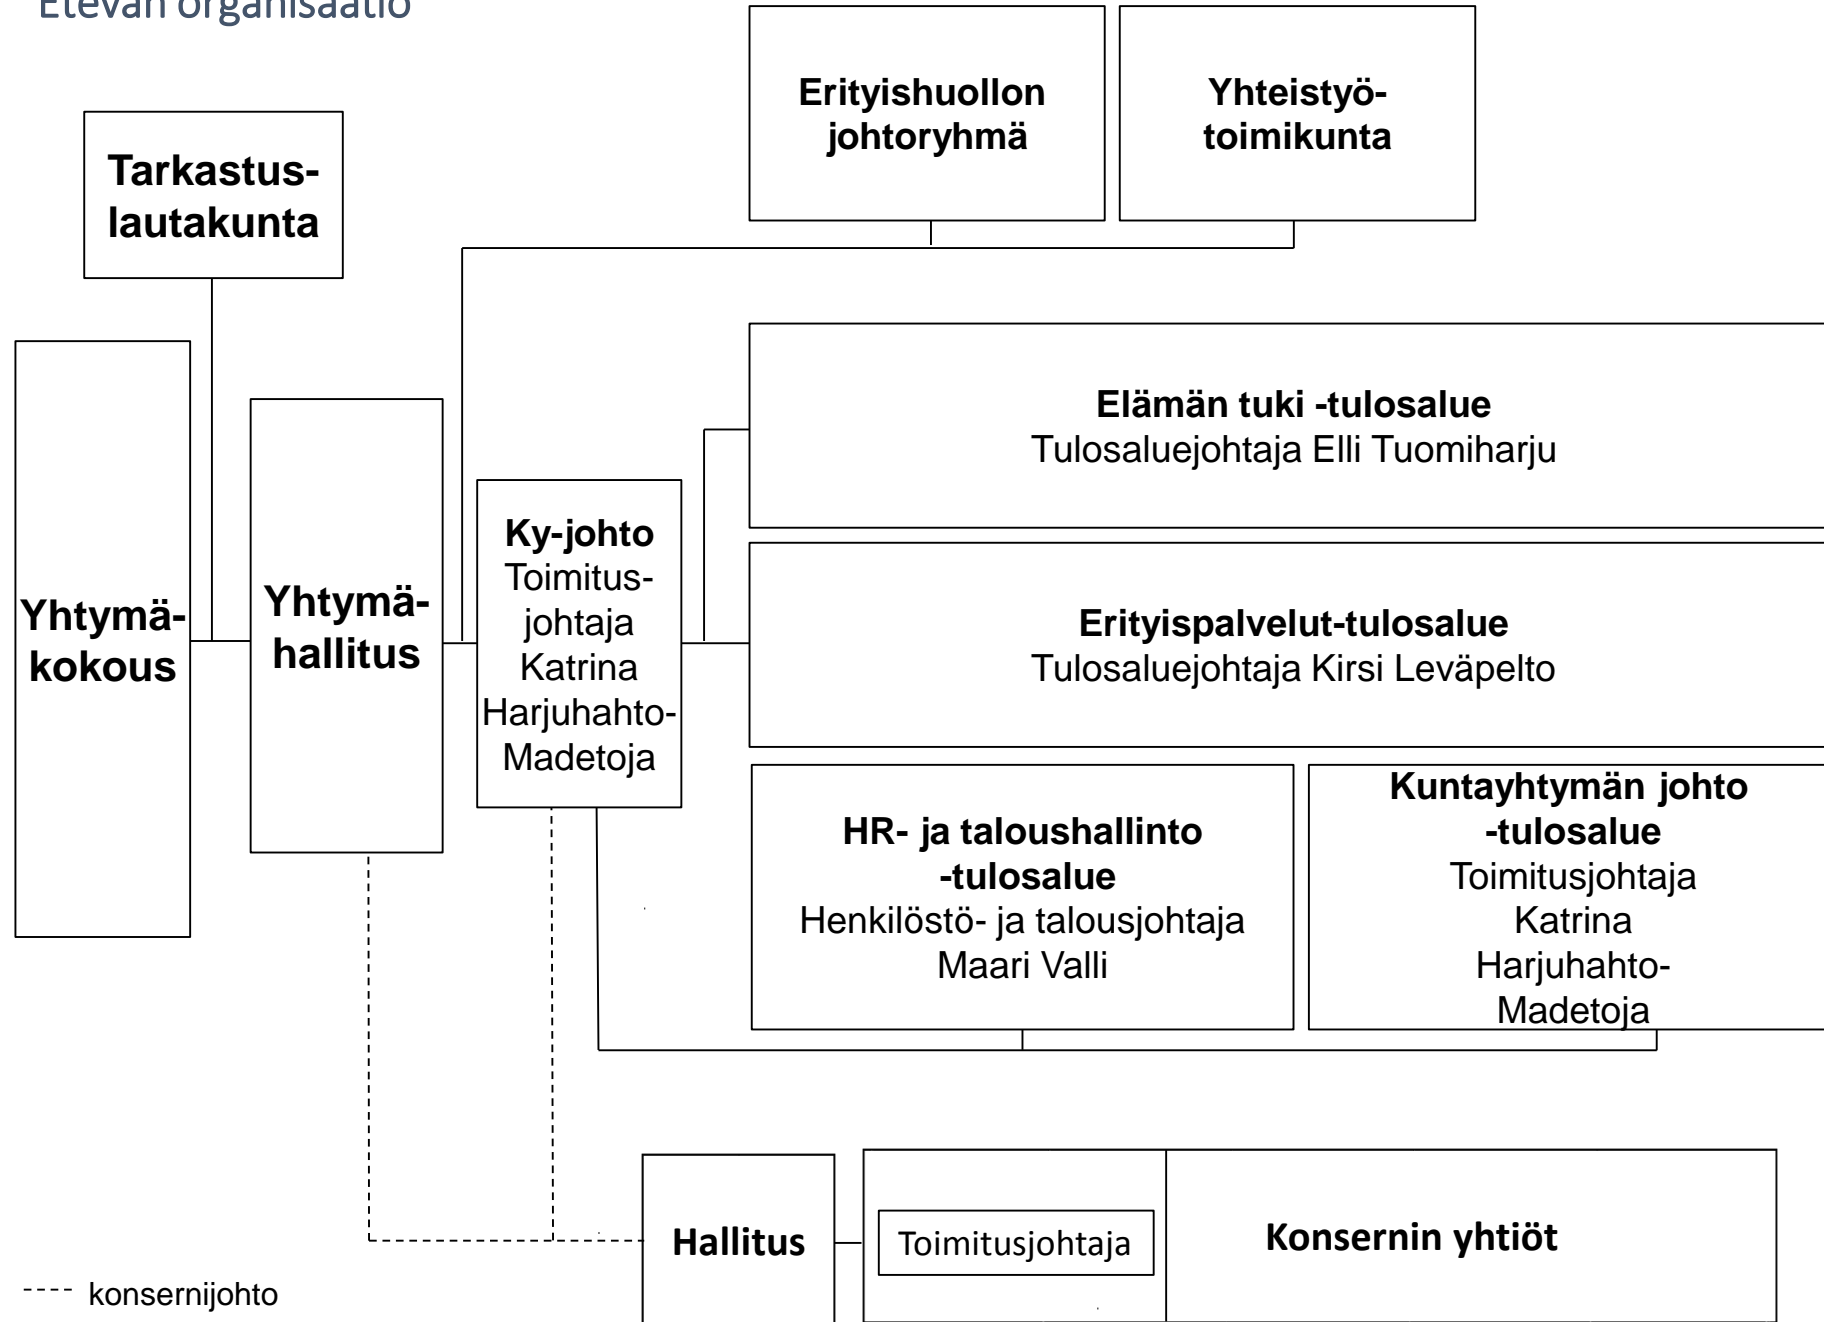 Etevän organisaatio
Erityishuollon
johtoryhmä
Yhteistyö-
toimikunta
Tarkastus-
lautakunta
Yhtymä-
kokous
Yhtymä-
hallitus
Ky-johto
Toimitus-
johtaja
Katrina
Harjuhahto-
Madetoja
Elämän tuki -tulosalue
Tulosaluejohtaja Elli Tuomiharju
Erityispalvelut-tulosalue
Tulosaluejohtaja Kirsi Leväpelto
HR- ja taloushallinto
-tulosalue
Henkilöstö- ja talousjohtaja
Maari Valli
Kuntayhtymän johto
-tulosalue
Toimitusjohtaja
Katrina
Harjuhahto-
Madetoja
Hallitus
Toimitusjohtaja
Konsernin yhtiöt
---- konsernijohto